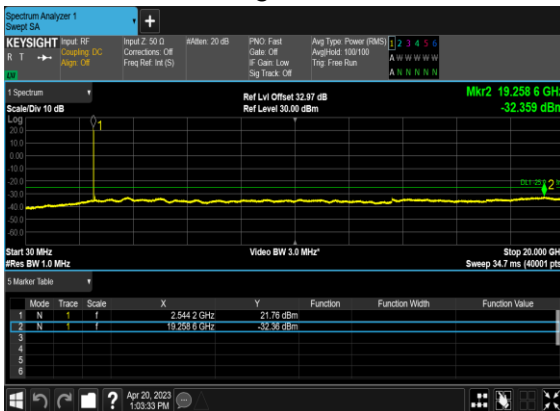 Spectrum Analyzer 1
Swept SA
+
KEYSIGHT Input: RF Input Z: 50 Ω #Atten: 20 dB PNO: Fast Avg Type: Power (RMS) 1 2 3 4 5 6
R T Coupling: DC Corrections: Off Gate: Off Avg|Hold: 100/100 A W W W W W
Align: Off Freq Ref: Int (S) IF Gain: Low Trig: Free Run
LV Sig Track: Off A N N N N N
1 Spectrum Ref Lvl Offset 32.97 dB Mkr2 19.258 6 GHz
Scale/Div 10 dB Ref Level 30.00 dBm -32.359 dBm
Log
20.0
10.0
0.00
-10.0
-20.0
-30.0
-40.0
-50.0
-60.0
1
2
Start 30 MHz Video BW 3.0 MHz* Stop 20.000 GH
#Res BW 1.0 MHz Sweep 34.7 ms (40001 pts
5 Marker Table
Mode Trace Scale X Y Function Function Width Function Value
1 N 1 f 2.544 2 GHz 21.76 dBm
2 N 1 f 19.258 6 GHz -32.36 dBm
3
4
5
6
? Apr 20, 2023
1:03:33 PM